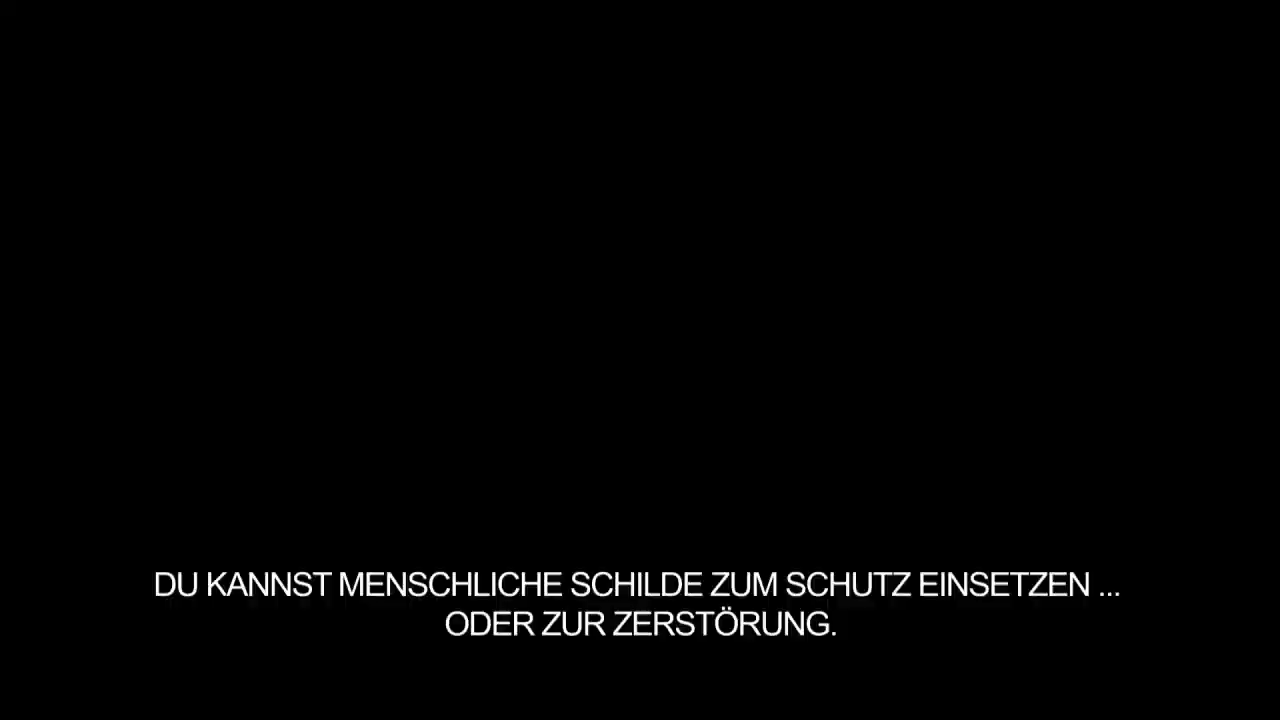 DU KANNST MENSCHLICHE SCHILDE ZUM SCHUTZ EINSETZEN ...
ODER ZUR ZERSTÖRUNG.